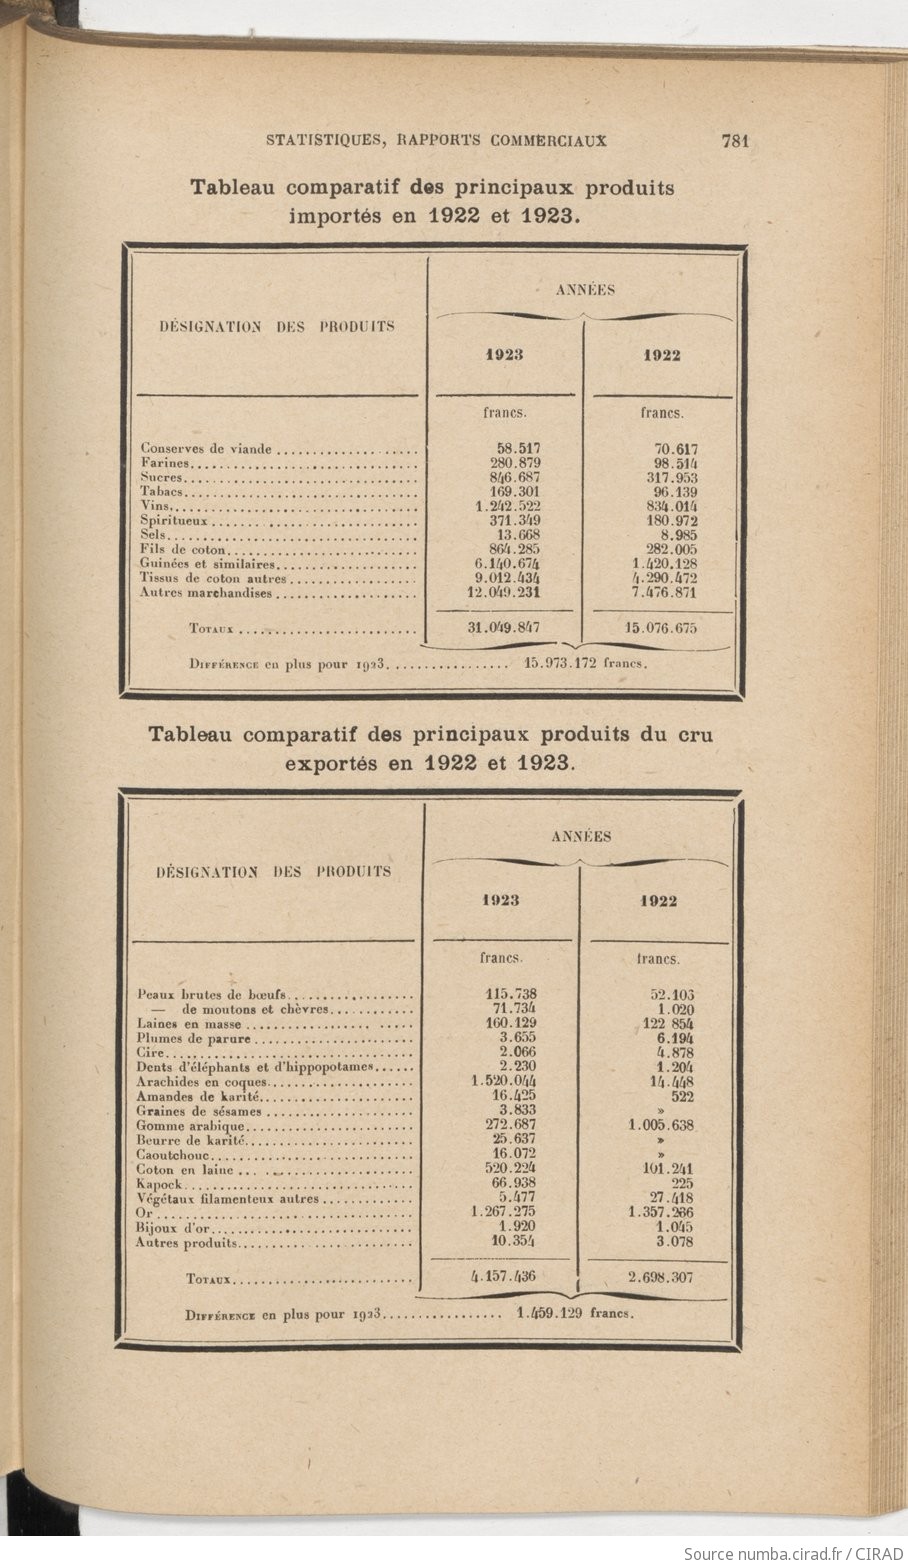 STATISTIQUES, RAPPORTS COMMERCIAUX 781
Tableau comparatif des principaux produits
importés en 1922 et 1923.
DÉSIGNATION DES PRODUITS
ANNÉES
1923 1922
francs. francs.
Conserves de viande .................... 58.517 70.617
Farines................................ 280.879 98.514
Sucres................................. 846.687 317.953
Tabacs................................. 169.301 96.139
Vins................................... 1.242.522 834.014
Spiritueux ............................ 371.349 180.972
Sels................................... 13.668 8.985
Fils de coton.......................... 864.285 282.005
Guinées et similaires.................. 6.140.674 1.420.128
Tissus de coton autres ................ 9.012.434 4.290.472
Autres marchandises ................... 12.049.231 7.476.871
TOTAUX ........................ 31.049.847 15.076.675
DIFFÉRENCE en plus pour 1923................ 15.973.172 francs.
Tableau comparatif des principaux produits du cru
exportés en 1922 et 1923.
DÉSIGNATION DES PRODUITS
ANNÉES
1923 1922
francs. francs.
Peaux brutes de bœufs.................. 115.738 52.103
— de moutons et chèvres............ 71.734 1.020
Laines en masse ....................... 160.129 122 854
Plumes de parure ...................... 3.655 6.194
Cire................................... 2.066 4.878
Dents d'éléphants et d'hippopotames...... 2.230 1.204
Arachides en coques.................... 1.520.044 14.448
Amandes de karité...................... 16.425 522
Graines de sésames .................... 3.833 »
Gomme arabique......................... 272.687 1.005.638
Beurre de karité....................... 25.637 »
Caoutchouc............................. 16.072 »
Coton en laine ........................ 520.224 101.241
Kapock................................. 66.938 225
Végétaux filamenteux autres ............. 5.477 27.418
Or .................................... 1.267.275 1.357.286
Bijoux d'or............................ 1.920 1.045
Autres produits........................ 10.354 3.078
TOTAUX......................... 4.157.436 2.698.307
DIFFÉRENCE en plus pour 1923................ 1.459.129 francs.
Source numba.cirad.fr / CIRAD